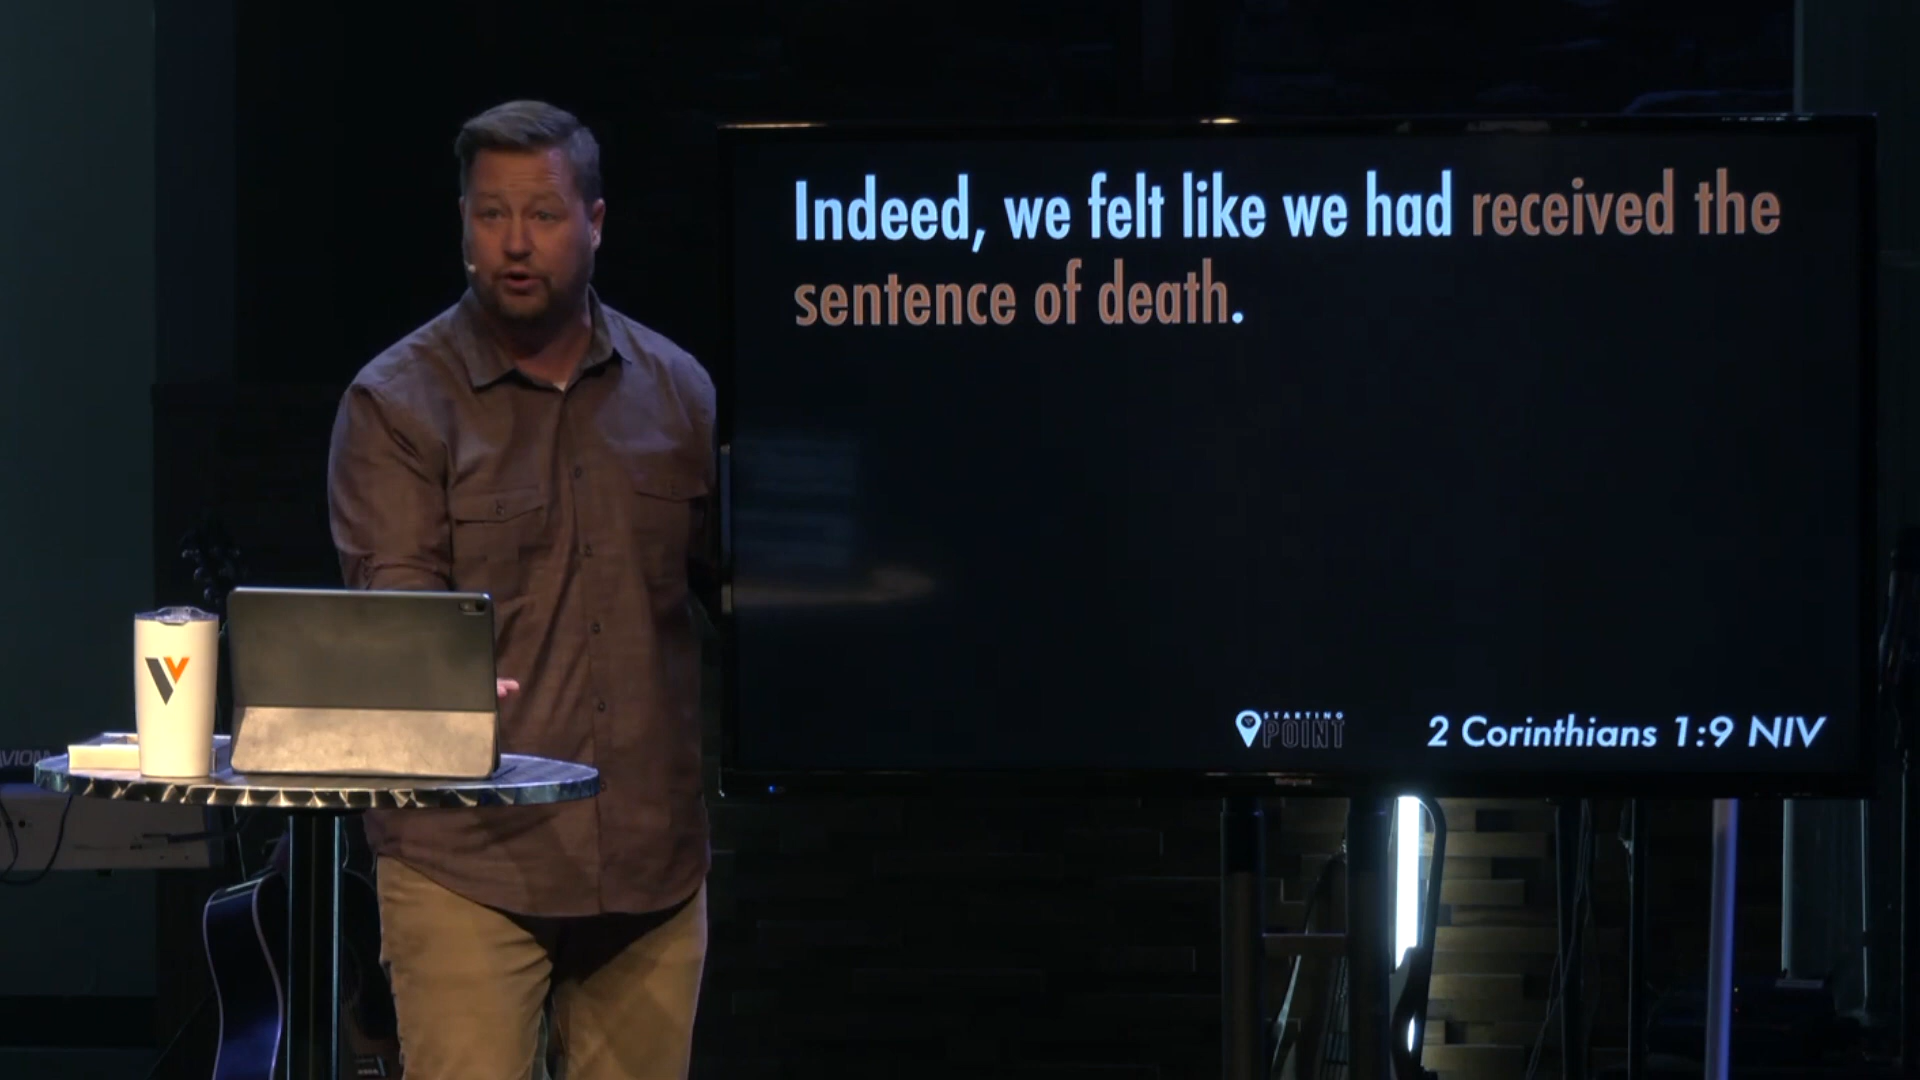 Indeed, we felt like we had received the
sentence of death.
STARTING
POINT
2 Corinthians 1:9 NIV